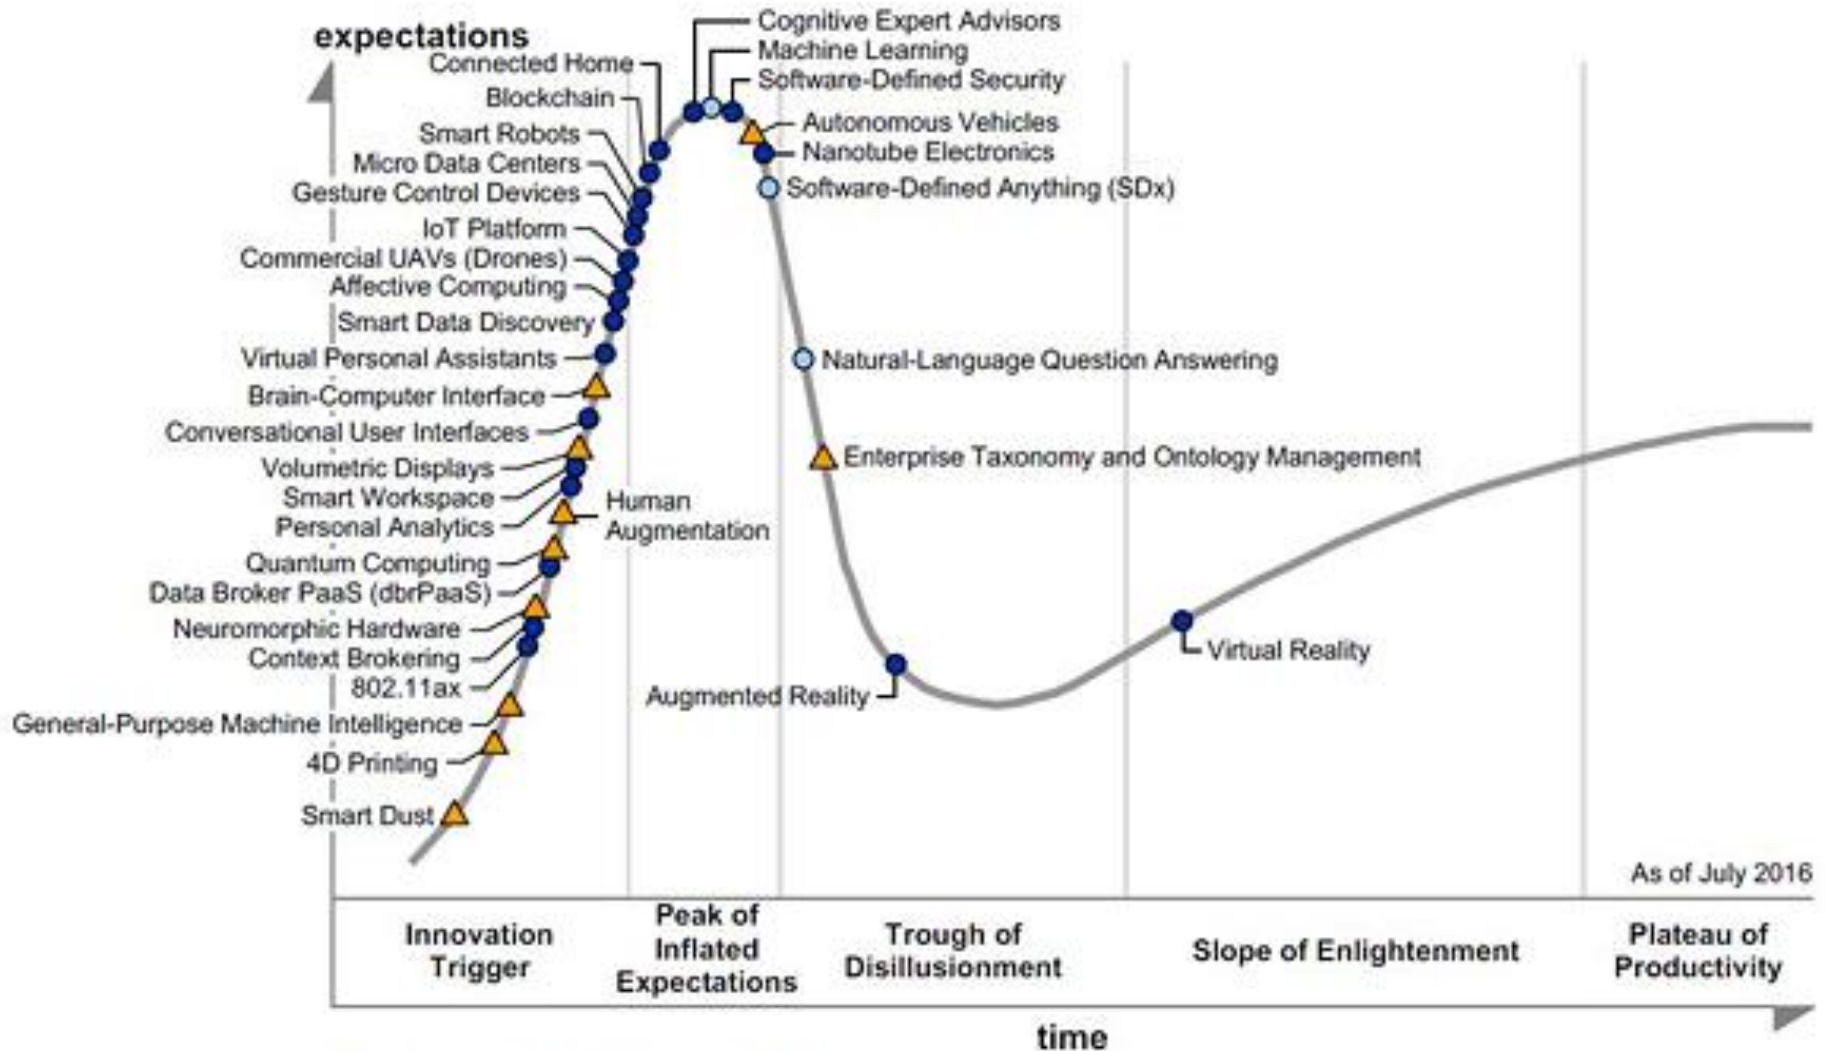 expectations
Connected Home
Blockchain
Smart Robots
Micro Data Centers
Gesture Control Devices
IoT Platform
Commercial UAVs (Drones)
Affective Computing
Smart Data Discovery
Virtual Personal Assistants
Brain-Computer Interface
Conversational User Interfaces
Volumetric Displays
Smart Workspace
Personal Analytics
Quantum Computing
Data Broker PaaS (dbrPaaS)
Neuromorphic Hardware
Context Brokering
802.11ax
General-Purpose Machine Intelligence
4D Printing
Smart Dust
Human
Augmentation
Cognitive Expert Advisors
Machine Learning
Software-Defined Security
Autonomous Vehicles
Nanotube Electronics
Software-Defined Anything (SDx)
Natural-Language Question Answering
Enterprise Taxonomy and Ontology Management
Augmented Reality
Virtual Reality
As of July 2016
Innovation
Trigger
Peak of
Inflated
Expectations
Trough of
Disillusionment
Slope of Enlightenment
Plateau of
Productivity
time